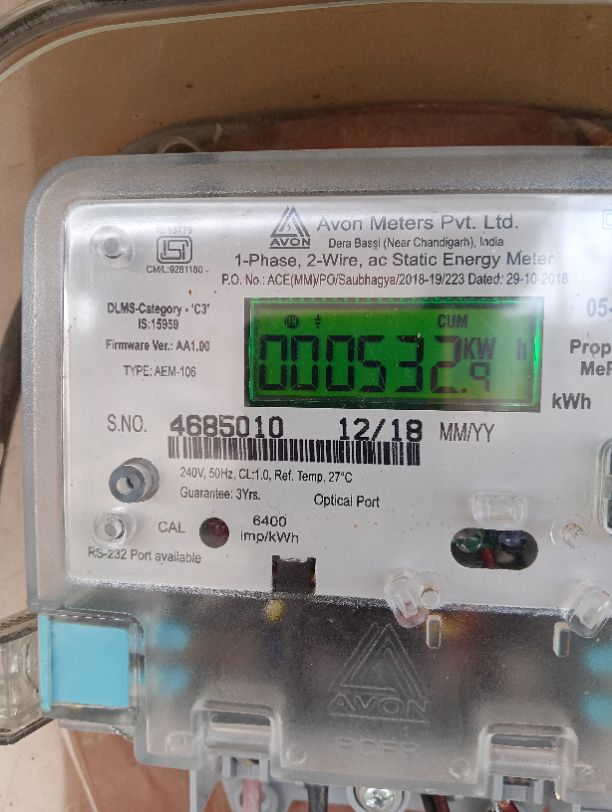 IS:13779
CM/L:9281180
AVON
Avon Meters Pvt. Ltd.
Dera Bassi (Near Chandigarh), India
1-Phase, 2-Wire, ac Static Energy Meter
P.O. No.: ACE(MM)/PO/Saubhagya/2018-19/223 Dated: 29-10-2018
DLMS-Category - 'C3'
IS:15959
Firmware Ver.: AA1.00
TYPE: AEM-106
CUM
000532.9 KW h
kWh
S.NO. 4685010 12/18 MM/YY
240V, 50Hz, CL:1.0, Ref. Temp, 27°C
Guarantee: 3Yrs.
Optical Port
CAL
6400
imp/kWh
RS-232 Port available
AVON